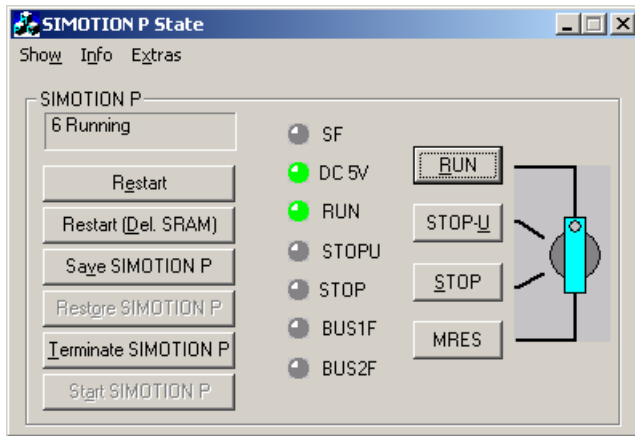 SIMOTION P State
Show Info Extras
SIMOTION P
6 Running
Restart
Restart (Del. SRAM)
Save SIMOTION P
Restore SIMOTION P
Terminate SIMOTION P
Start SIMOTION P
SF
DC 5V
RUN
STOPU
STOP
BUS1F
BUS2F
RUN
STOP-U
STOP
MRES